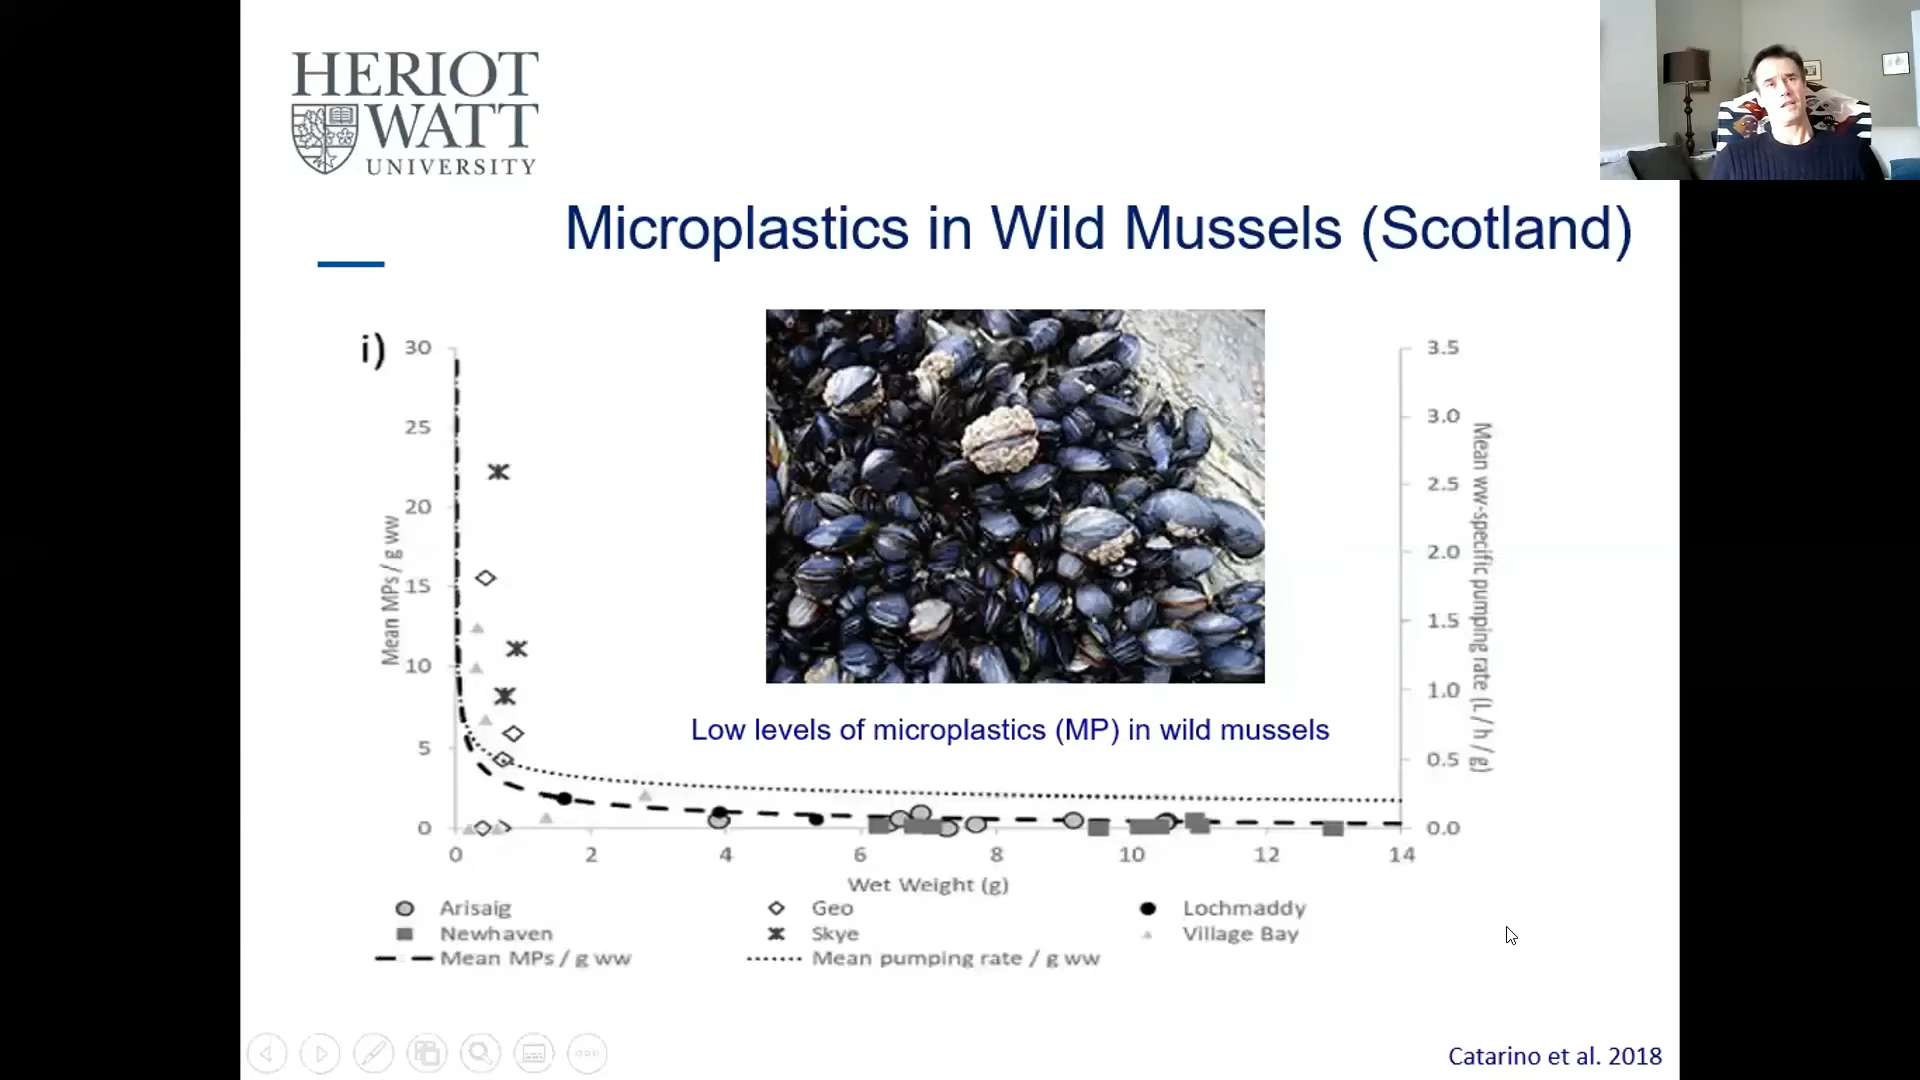 HERIOT
WATT
UNIVERSITY
Microplastics in Wild Mussels (Scotland)
i)
30
25
20
15
10
5
0
Mean MPs / g ww
3.5
3.0
2.5
2.0
1.5
1.0
0.5
0.0
Mean ww-specific pumping rate (L / h / g)
Low levels of microplastics (MP) in wild mussels
0 2 4 6 8 10 12 14
Wet Weight (g)
Arisaig Geo Lochmaddy
Newhaven Skye Village Bay
Mean MPs / g ww Mean pumping rate / g ww
Catarino et al. 2018